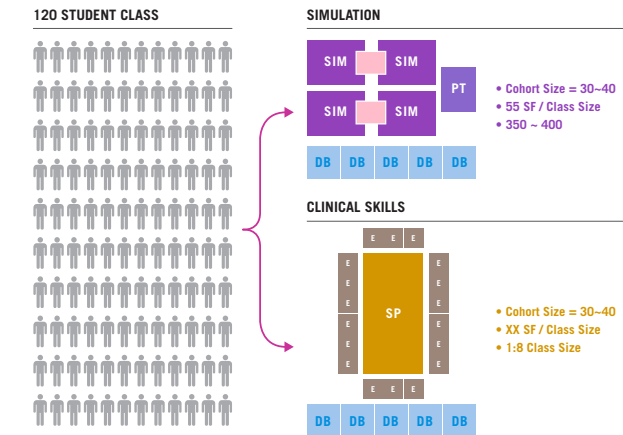 120 STUDENT CLASS
SIMULATION
SIM SIM
PT
SIM SIM
• Cohort Size = 30~40
• 55 SF / Class Size
• 350 ~ 400
DB DB DB DB DB
CLINICAL SKILLS
E E E
E E
E E
E E
SP
E E
E E
E E
E E E
• Cohort Size = 30~40
• XX SF / Class Size
• 1:8 Class Size
DB DB DB DB DB